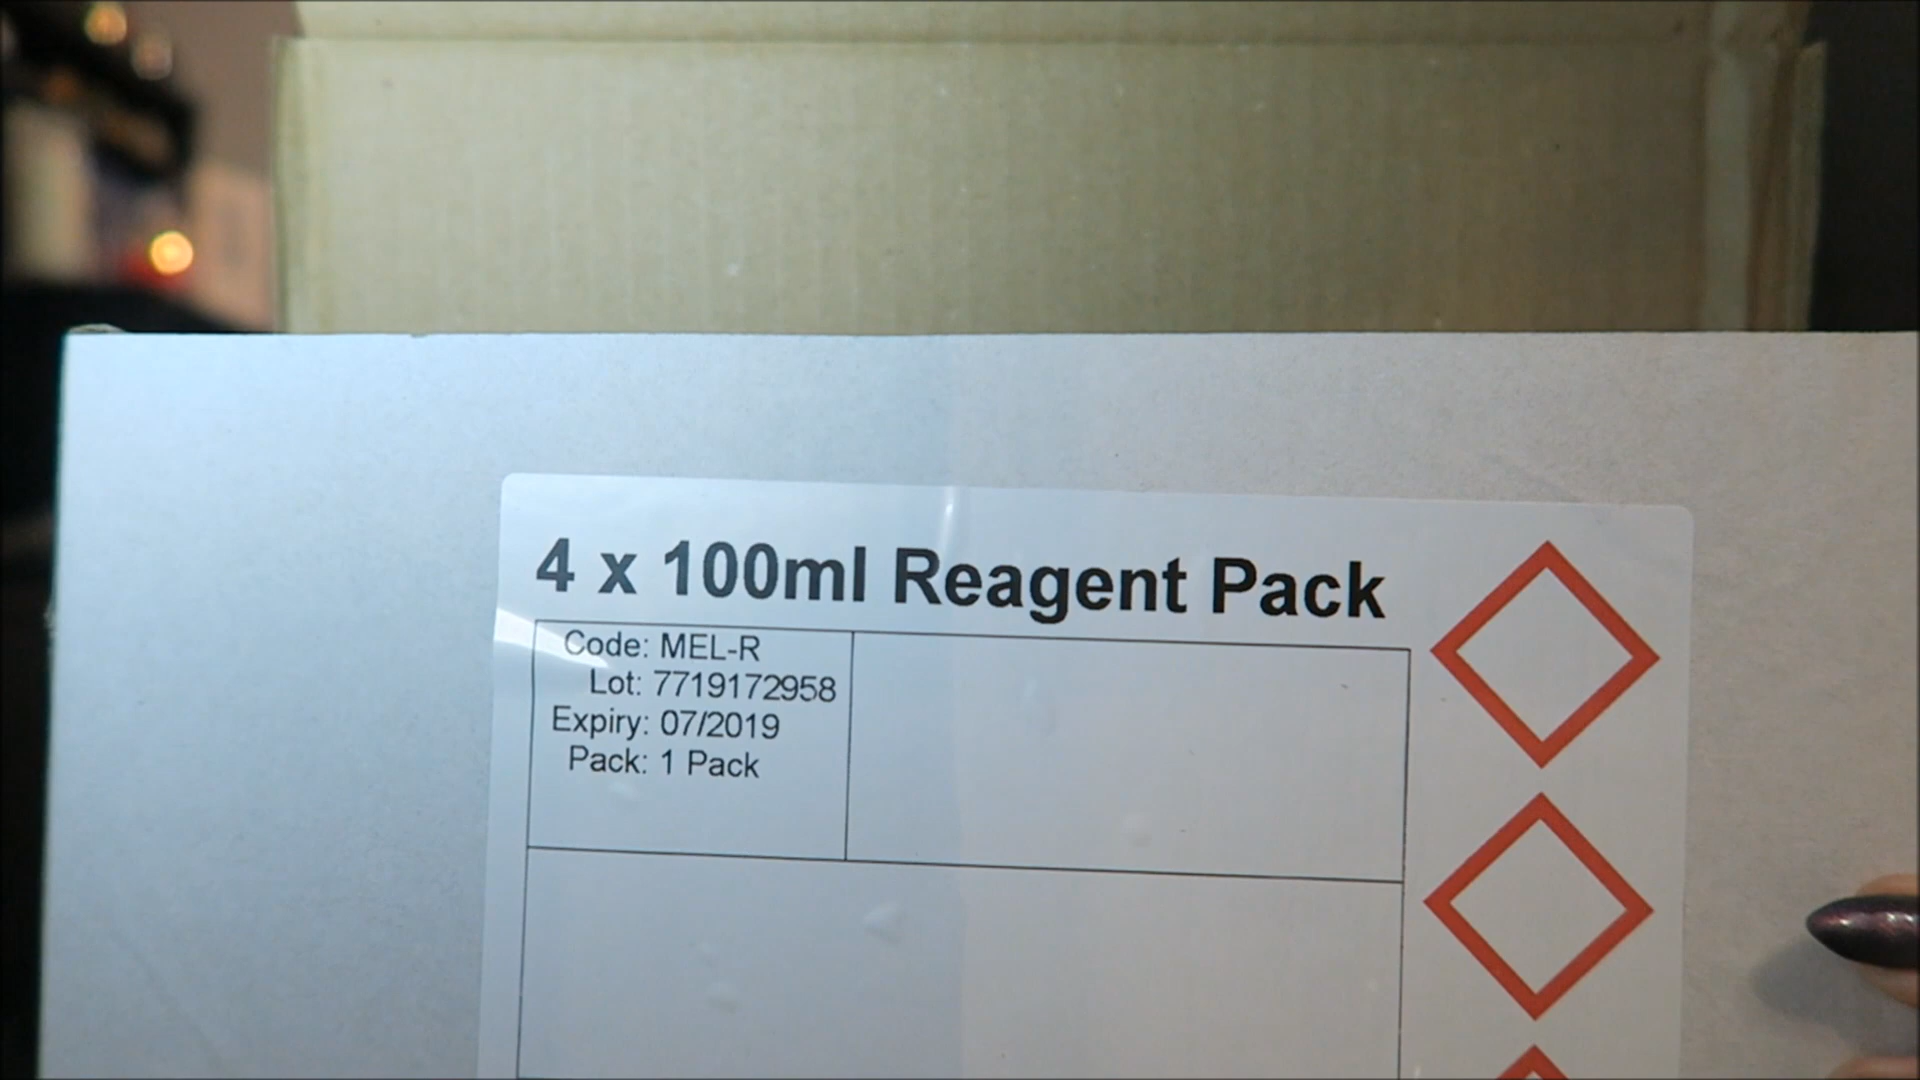 4 x 100ml Reagent Pack
Code: MEL-R
Lot: 7719172958
Expiry: 07/2019
Pack: 1 Pack